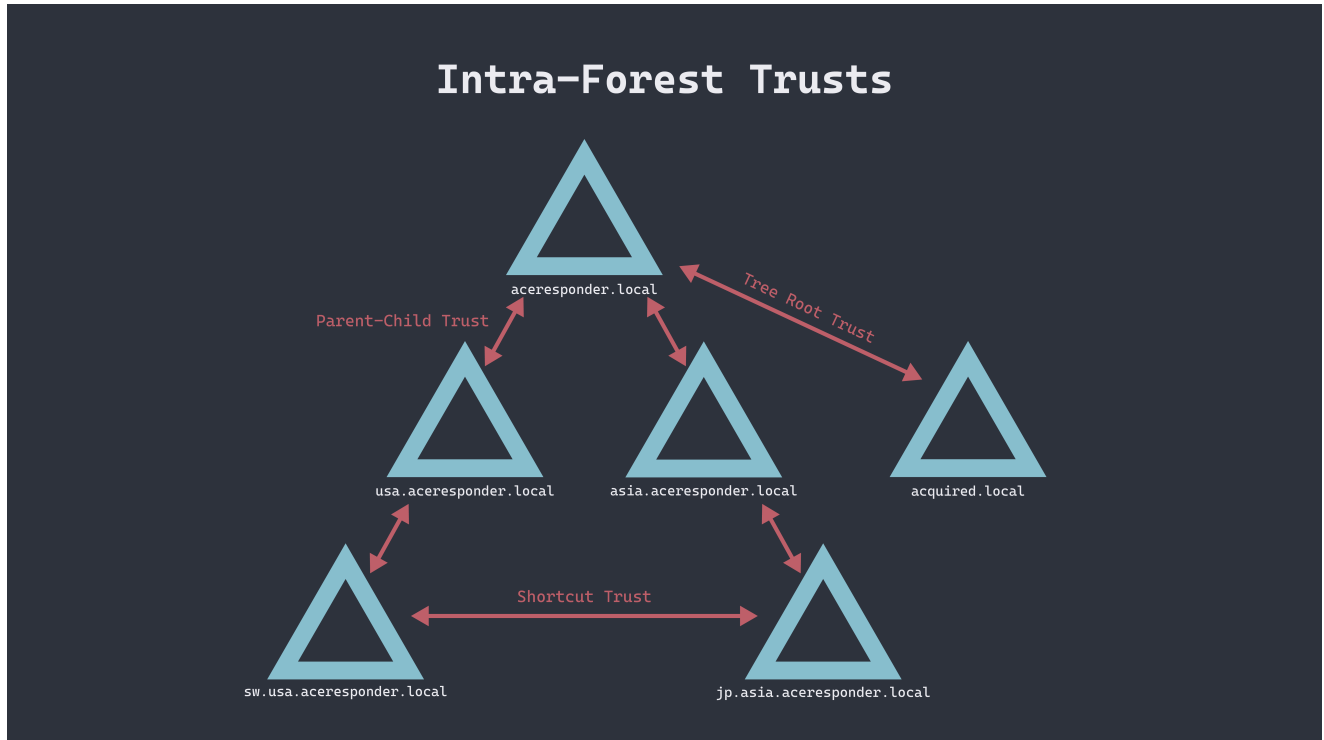 Intra-Forest Trusts
aceresponder.local
Tree Root Trust
Parent-Child Trust
usa.aceresponder.local
asia.aceresponder.local
acquired.local
Shortcut Trust
sw.usa.aceresponder.local
jp.asia.aceresponder.local